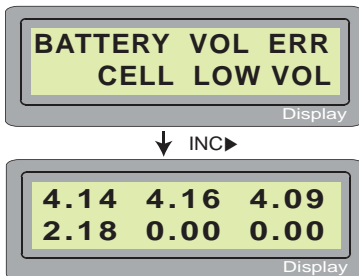 BATTERY VOL ERR
CELL LOW VOL
Display
INC▶
4.14 4.16 4.09
2.18 0.00 0.00
Display